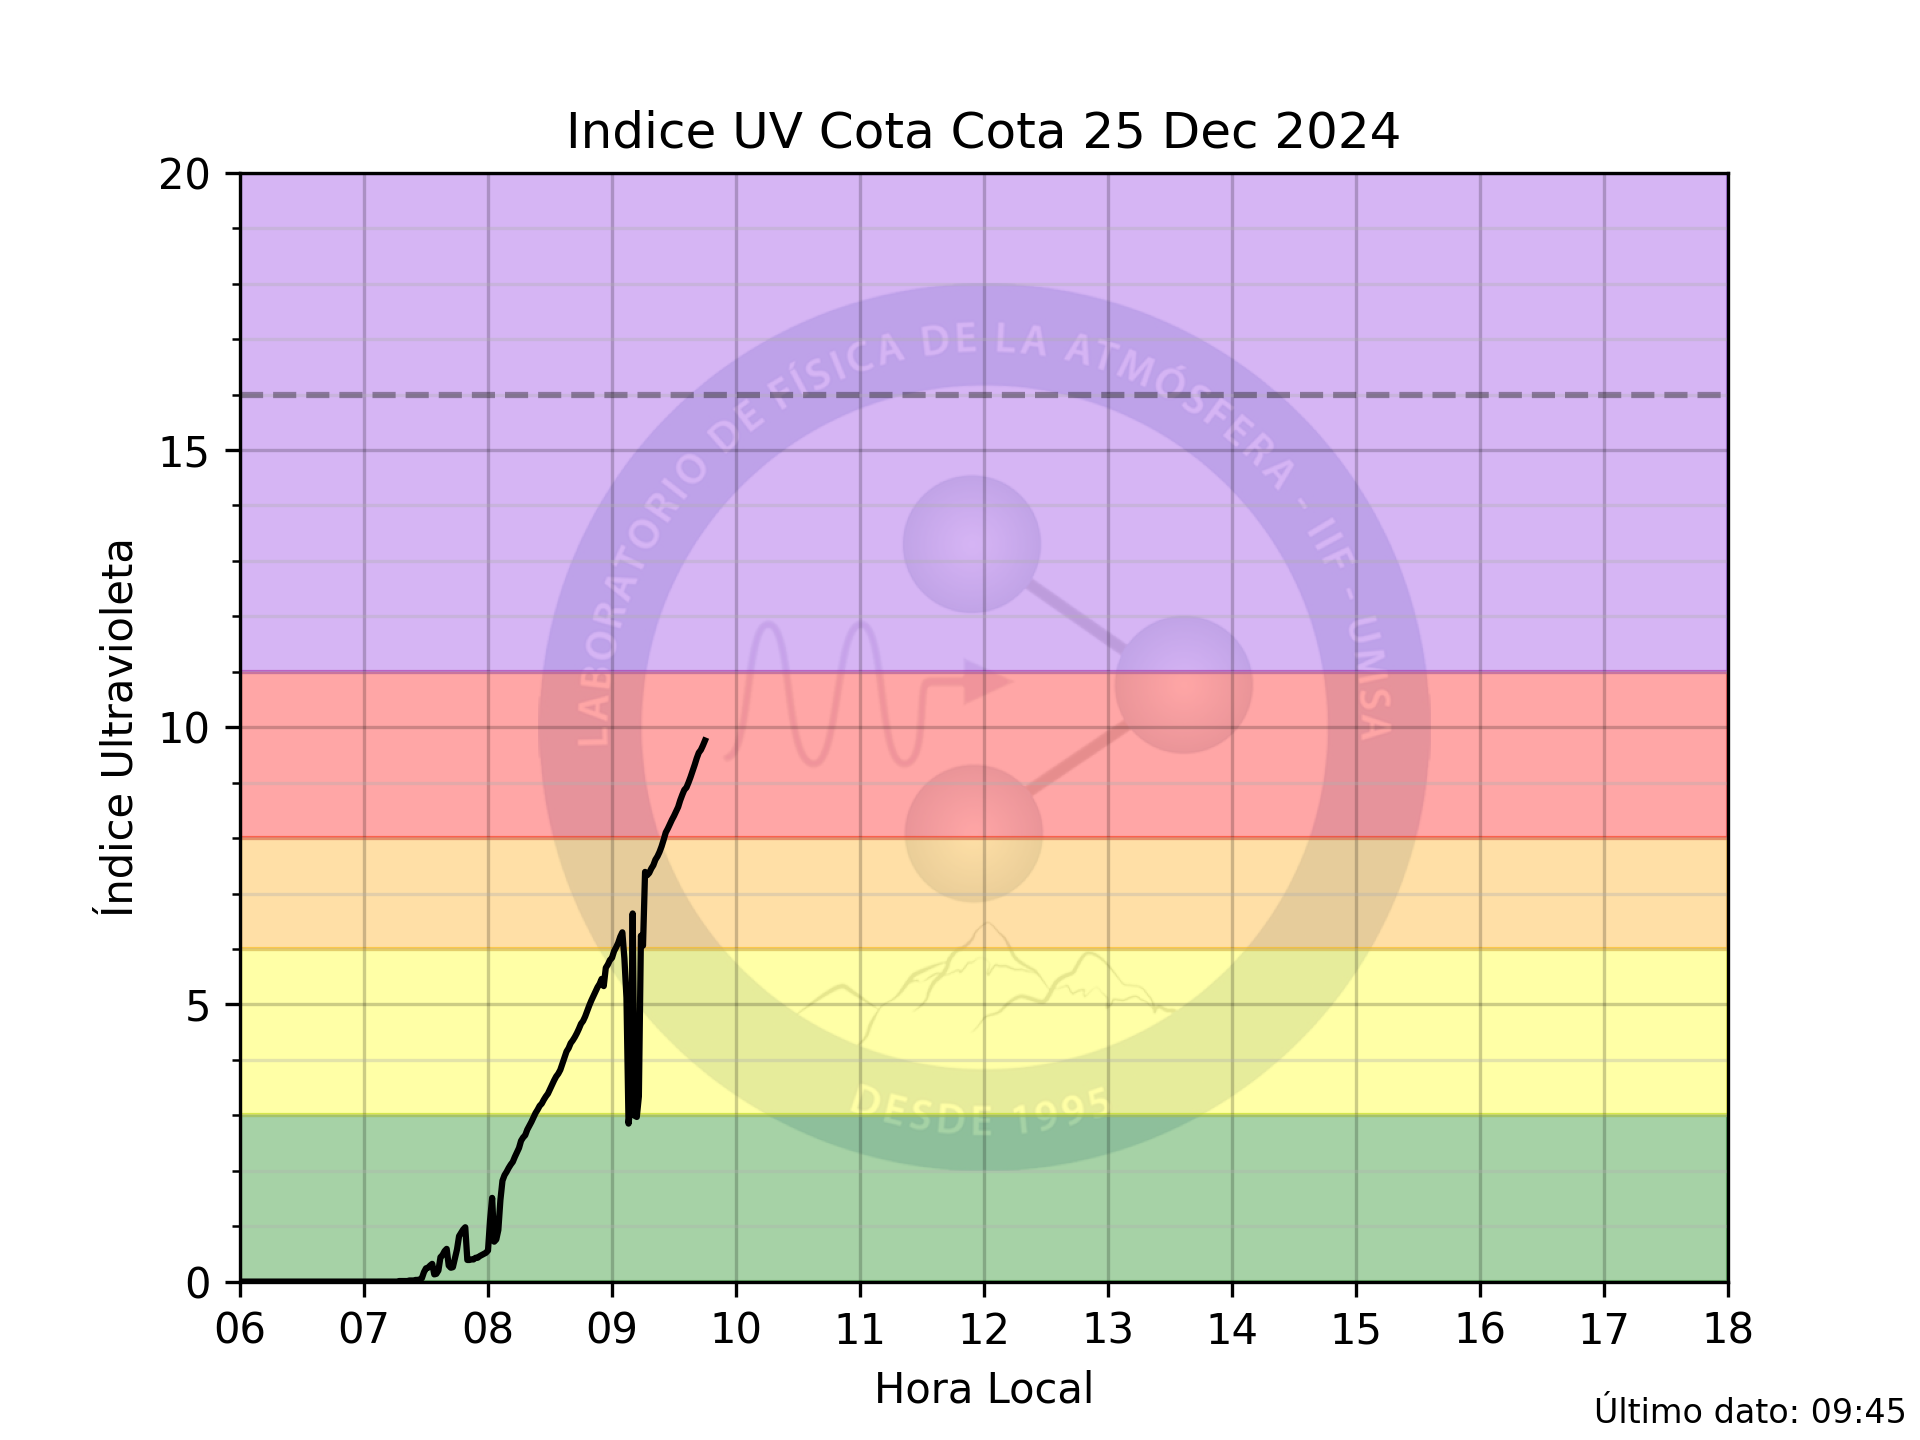 Indice UV Cota Cota 25 Dec 2024
20
15
10
5
0
Índice Ultravioleta
LABORATORIO DE FÍSICA DE LA ATMÓSFERA - IIF - UMSA
DESDE 1995
06 07 08 09 10 11 12 13 14 15 16 17 18
Hora Local
Último dato: 09:45